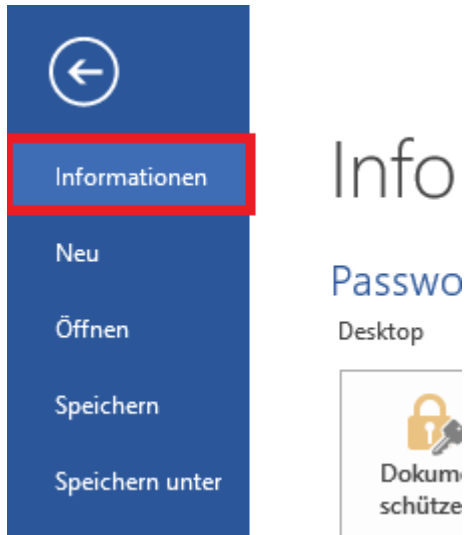 Informationen
Neu
Öffnen
Speichern
Speichern unter
Info
Desktop